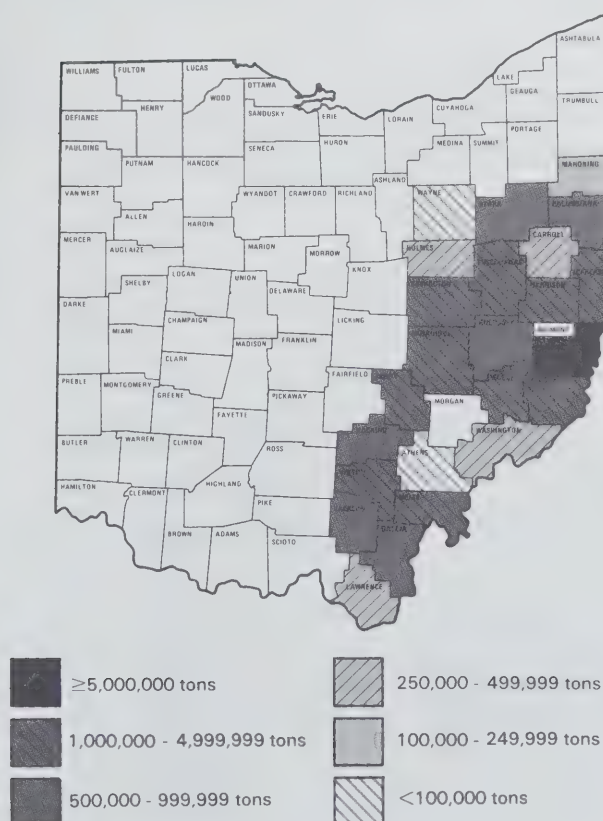 ASHTABULA
LAKE
GEAUGA
TRUMBULL
WILLIAMS
FULTON
LUCAS
OTTAWA
WOOD
CUYAHOGA
HENRY
DEFIANCE
SANDUSKY
ERIE
LORAIN
PORTAGE
PAULDING
SENECA
HURON
MEDINA
SUMMIT
PUTNAM
HANCOCK
ASHLAND
MAHONING
VAN WERT
WYANDOT
CRAWFORD
RICHLAND
WAYNE
ALLEN
HARDIN
CARROLL
MERCER
AUGLAIZE
MARION
MORROW
HOLMES
KNOX
LOGAN
UNION
SHELBY
DELAWARE
DARKE
CHAMPAIGN
LICKING
MIAMI
MADISON
FRANKLIN
CLARK
FAIRFIELD
PREBLE
MONTGOMERY
GREENE
PICKAWAY
MORGAN
FAYETTE
WASHINGTON
BUTLER
WARREN
CLINTON
ROSS
ATHENS
HAMILTON
CLERMONT
HIGHLAND
PIKE
BROWN
ADAMS
SCIOTO
LAWRENCE
≥5,000,000 tons
250,000 - 499,999 tons
1,000,000 - 4,999,999 tons
100,000 - 249,999 tons
500,000 - 999,999 tons
<100,000 tons